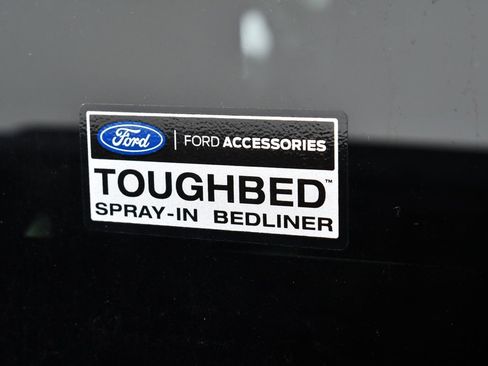 Ford | FORD ACCESSORIES
TOUGHBED™
SPRAY-IN BEDLINER